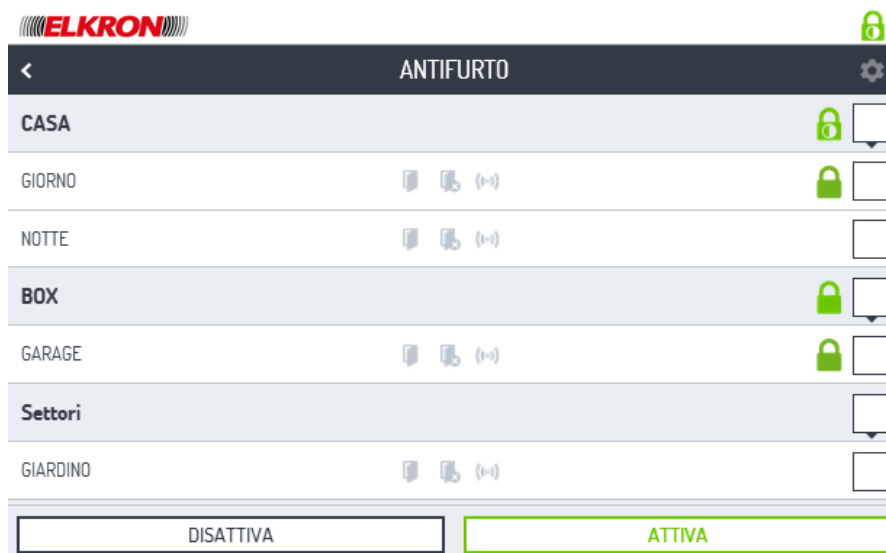 ELKRON
ANTIFURTO
CASA
GIORNO
NOTTE
BOX
GARAGE
Settori
GIARDINO
DISATTIVA ATTIVA